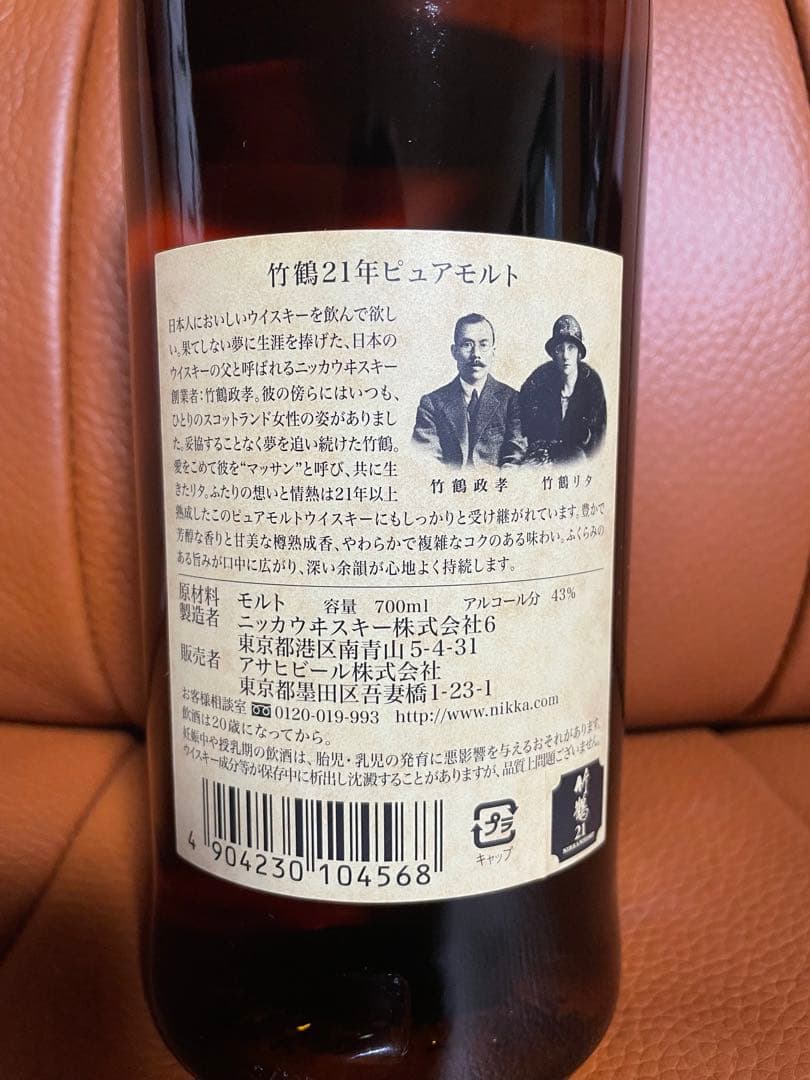 竹鶴21年ピュアモルト
日本人においしいウイスキーを飲んで欲し
い。果てしない夢に生涯を捧げた、日本の
ウイスキーの父と呼ばれるニッカウヰスキー
創業者：竹鶴政孝。彼の傍らにはいつも、
ひとりのスコットランド女性の姿がありまし
た。妥協することなく夢を追い続けた竹鶴。
愛をこめて彼を“マッサン”と呼び、共に生
きたリタ。ふたりの想いと情熱は21年以上
熟成したこのピュアモルトウイスキーにもしっかりと受け継がれています。豊かで
芳醇な香りと甘美な樽熟成香、やわらかで複雑なコクのある味わい。ふくらみの
ある旨みが口中に広がり、深い余韻が心地よく持続します。
竹鶴政孝 竹鶴リタ
原材料 モルト 容量 700ml アルコール分 43%
製造者 ニッカウヰスキー株式会社6
東京都港区南青山5-4-31
販売者 アサヒビール株式会社
東京都墨田区吾妻橋1-23-1
お客様相談室 0120-019-993 http://www.nikka.com
飲酒は20歳になってから。
妊娠中や授乳期の飲酒は、胎児・乳児の発育に悪影響を与えるおそれがあります。
ウイスキー成分等が保存中に析出し沈澱することがありますが、品質上問題ございません。
4 904230 104568
プラ
キャップ
竹鶴
21